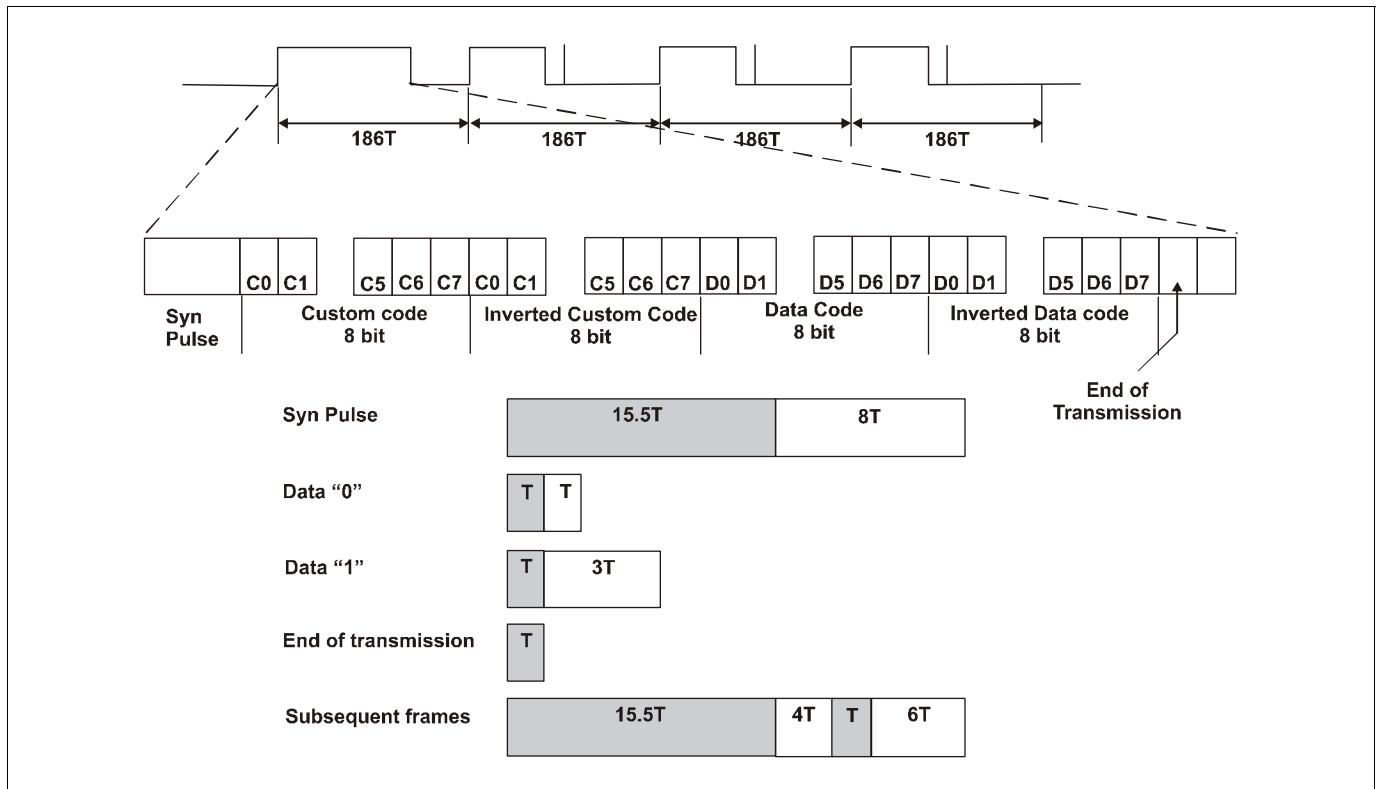 186T 186T 186T 186T
C0 C1 C5 C6 C7 C0 C1 C5 C6 C7 D0 D1 D5 D6 D7 D0 D1 D5 D6 D7
Syn
Pulse
Custom code
8 bit
Inverted Custom Code
8 bit
Data Code
8 bit
Inverted Data code
8 bit
End of
Transmission
Syn Pulse 15.5T 8T
Data “0” T T
Data “1” T 3T
End of transmission T
Subsequent frames 15.5T 4T T 6T